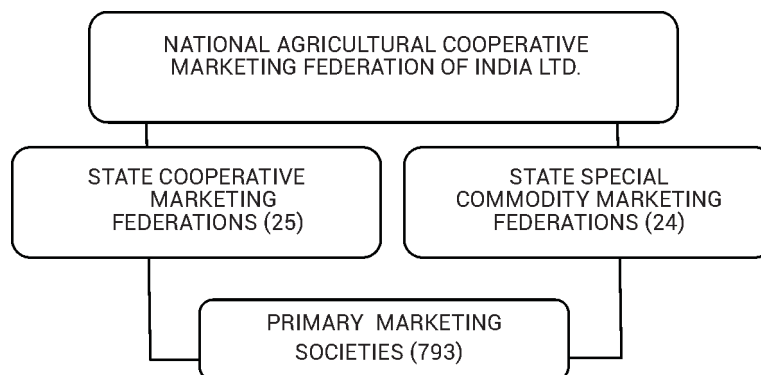 NATIONAL AGRICULTURAL COOPERATIVE
MARKETING FEDERATION OF INDIA LTD.
STATE COOPERATIVE
MARKETING
FEDERATIONS (25)
STATE SPECIAL
COMMODITY MARKETING
FEDERATIONS (24)
PRIMARY MARKETING
SOCIETIES (793)